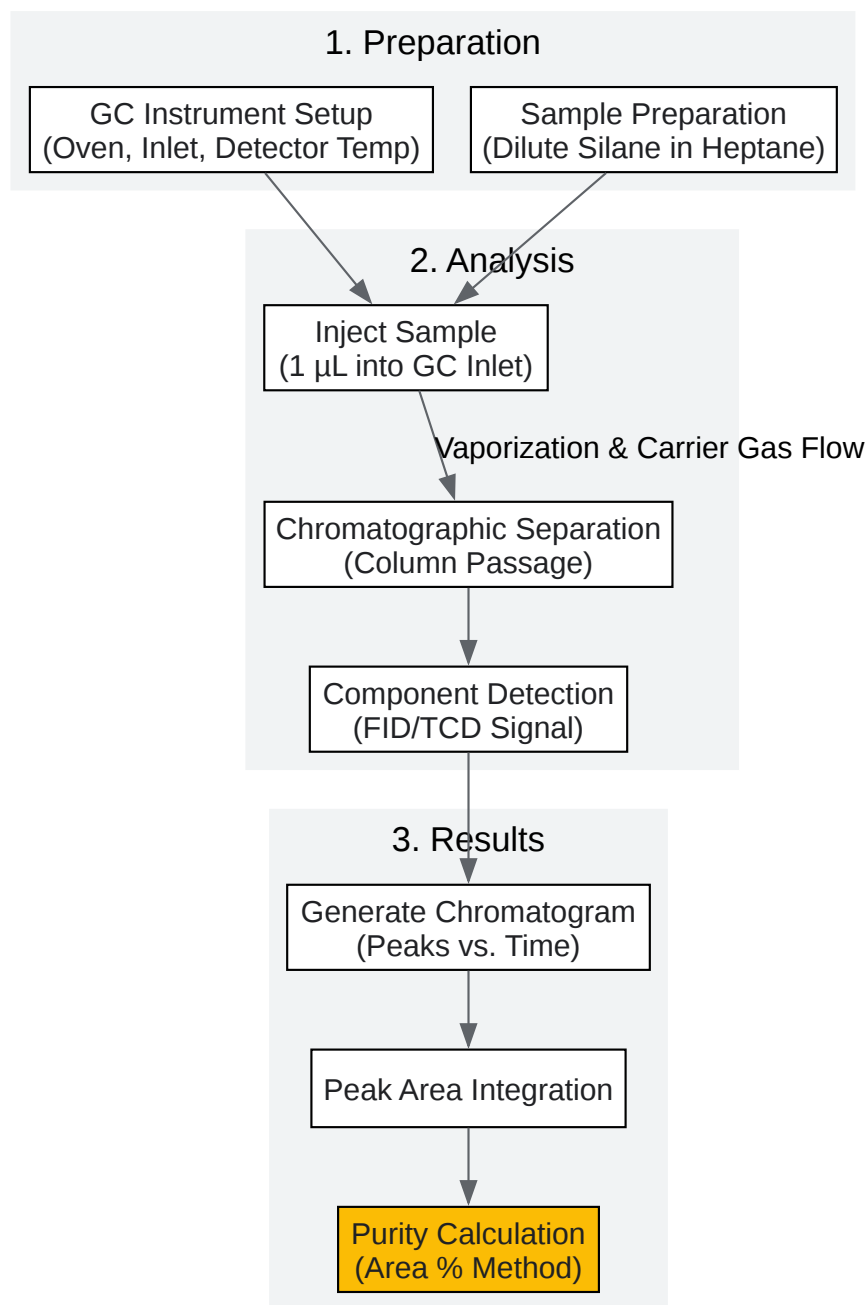 1. Preparation
GC Instrument Setup
(Oven, Inlet, Detector Temp)
Sample Preparation
(Dilute Silane in Heptane)
2. Analysis
Inject Sample
(1 µL into GC Inlet)
Vaporization & Carrier Gas Flow
Chromatographic Separation
(Column Passage)
Component Detection
(FID/TCD Signal)
3. Results
Generate Chromatogram
(Peaks vs. Time)
Peak Area Integration
Purity Calculation
(Area % Method)